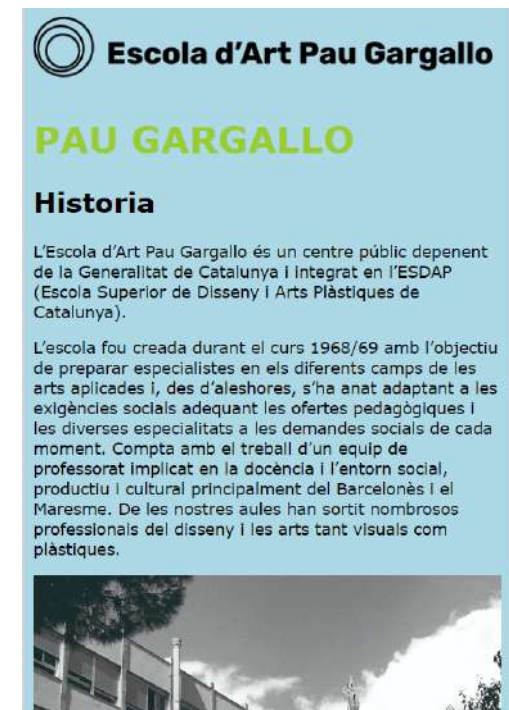 Escola d'Art Pau Gargallo
PAU GARGALLO
Historia
L'Escola d'Art Pau Gargallo és un centre públic depenent
de la Generalitat de Catalunya i integrat en l'ESDAP
(Escola Superior de Disseny i Arts Plàstiques de
Catalunya).
L'escola fou creada durant el curs 1968/69 amb l'objectiu
de preparar especialistes en els diferents camps de les
arts aplicades i, des d'aleshores, s'ha anat adaptant a les
exigències socials adequant les ofertes pedagògiques i
les diverses especialitats a les demandes socials de cada
moment. Compta amb el treball d'un equip de
professorat implicat en la docència i l'entorn social,
productiu i cultural principalment del Barcelonès i el
Maresme. De les nostres aules han sortit nombrosos
professionals del disseny i les arts tant visuals com
plàstiques.